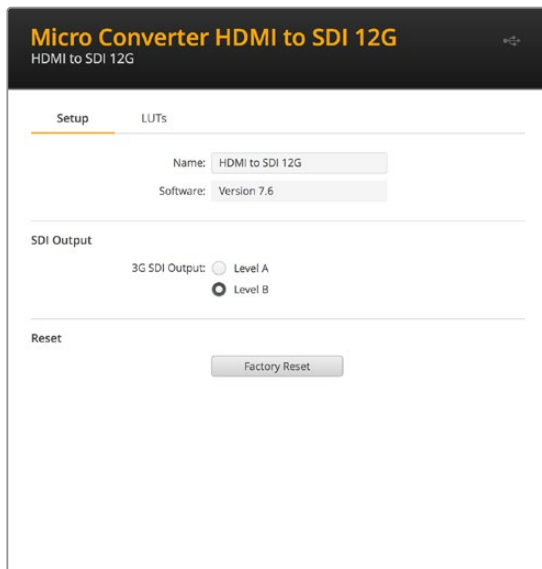 Micro Converter HDMI to SDI 12G
HDMI to SDI 12G
Setup LUTs
Name: HDMI to SDI 12G
Software: Version 7.6
SDI Output
3G SDI Output: Level A
Level B
Reset
Factory Reset